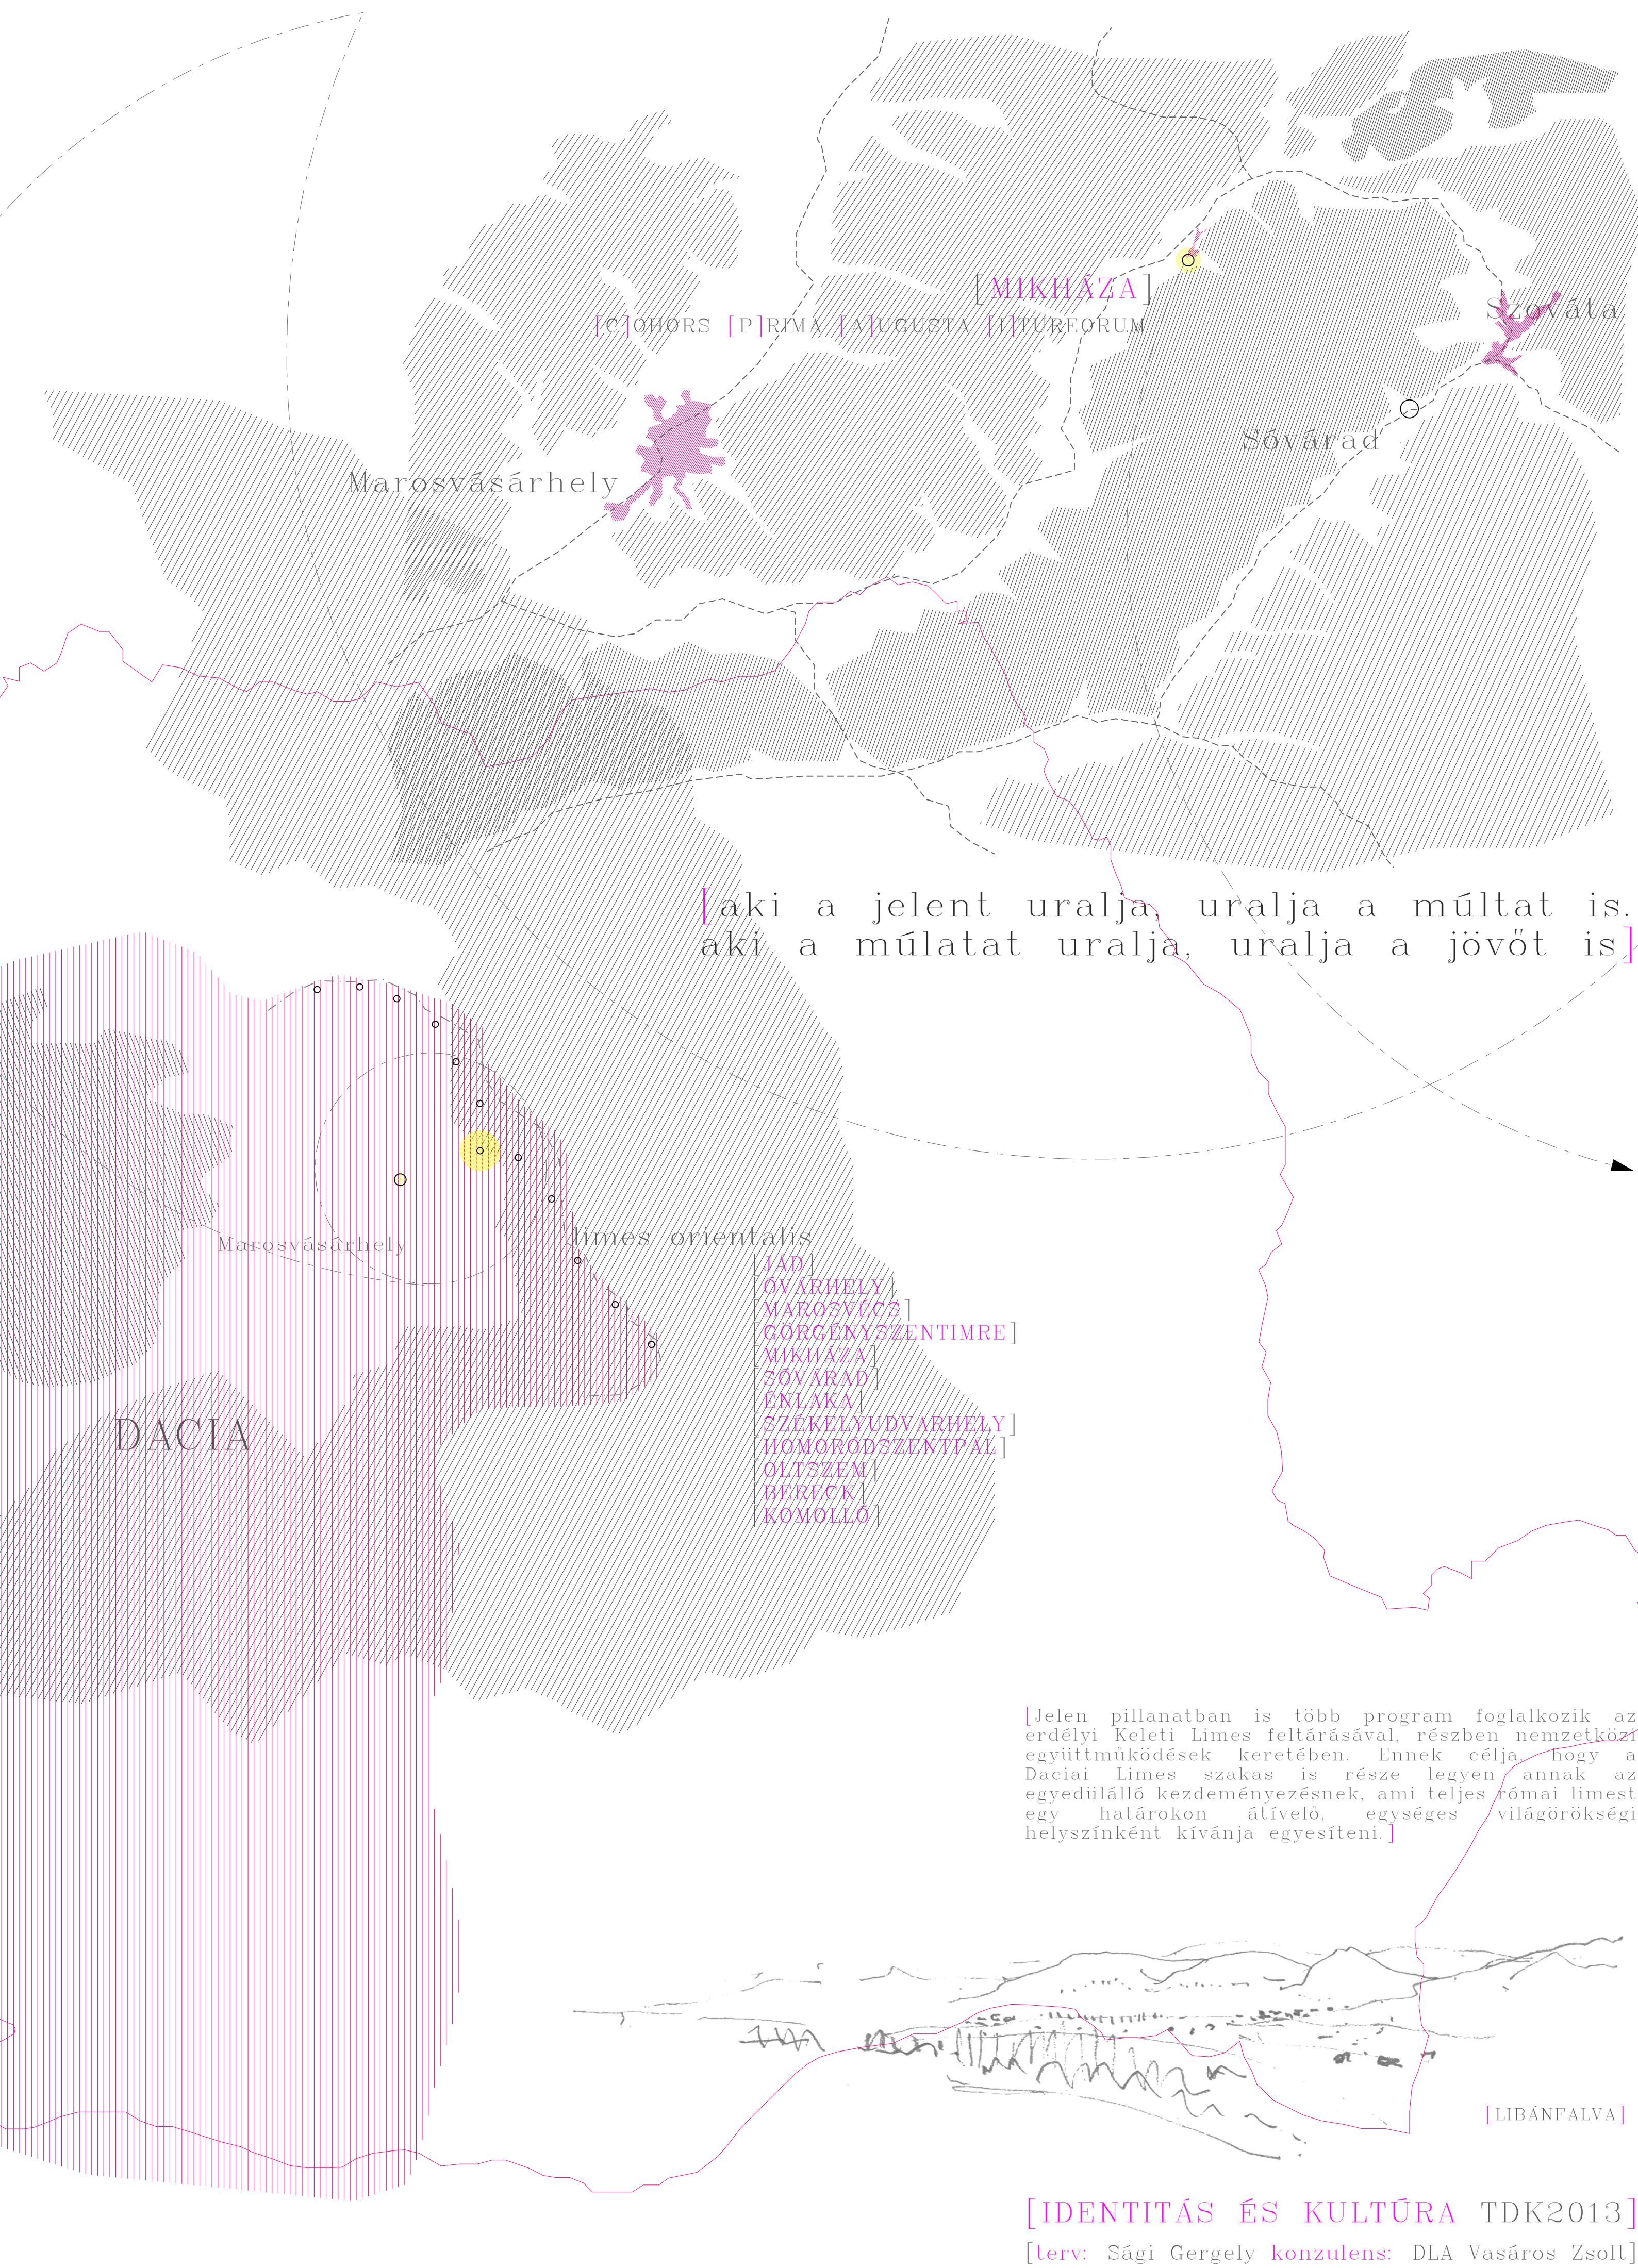 [MIKHÁZA]
[C]OHORS [P]RIMA [A]UGUSTA [I]TUREORUM
Szováta
Sóvárad
Marosvásárhely
[aki a jelent uralja, uralja a múltat is.
aki a múlatat uralja, uralja a jövőt is]
Marosvásárhely
limes orientalis
[JÁD]
[ÓVÁRHELY]
[MAROSVÉCS]
[GÖRGÉNYSZENTIMRE]
[MIKHÁZA]
[SÓVÁRAD]
[ÉNLAKA]
[SZÉKELYUDVARHELY]
[HOMORÓDSZENTPÁL]
[OLTSZEM]
[BERECK]
[KOMOLLÓ]
DACIA
[Jelen pillanatban is több program foglalkozik az
erdélyi Keleti Limes feltárásával, részben nemzetközi
együttműködések keretében. Ennek célja, hogy a
Daciai Limes szakas is része legyen annak az
egyedülálló kezdeményezésnek, ami teljes római limest
egy határokon átívelő, egységes világörökségi
helyszínként kívánja egyesíteni.]
[LIBÁNFALVA]
[IDENTITÁS ÉS KULTÚRA TDK2013]
[terv: Sági Gergely konzulens: DLA Vasáros Zsolt]